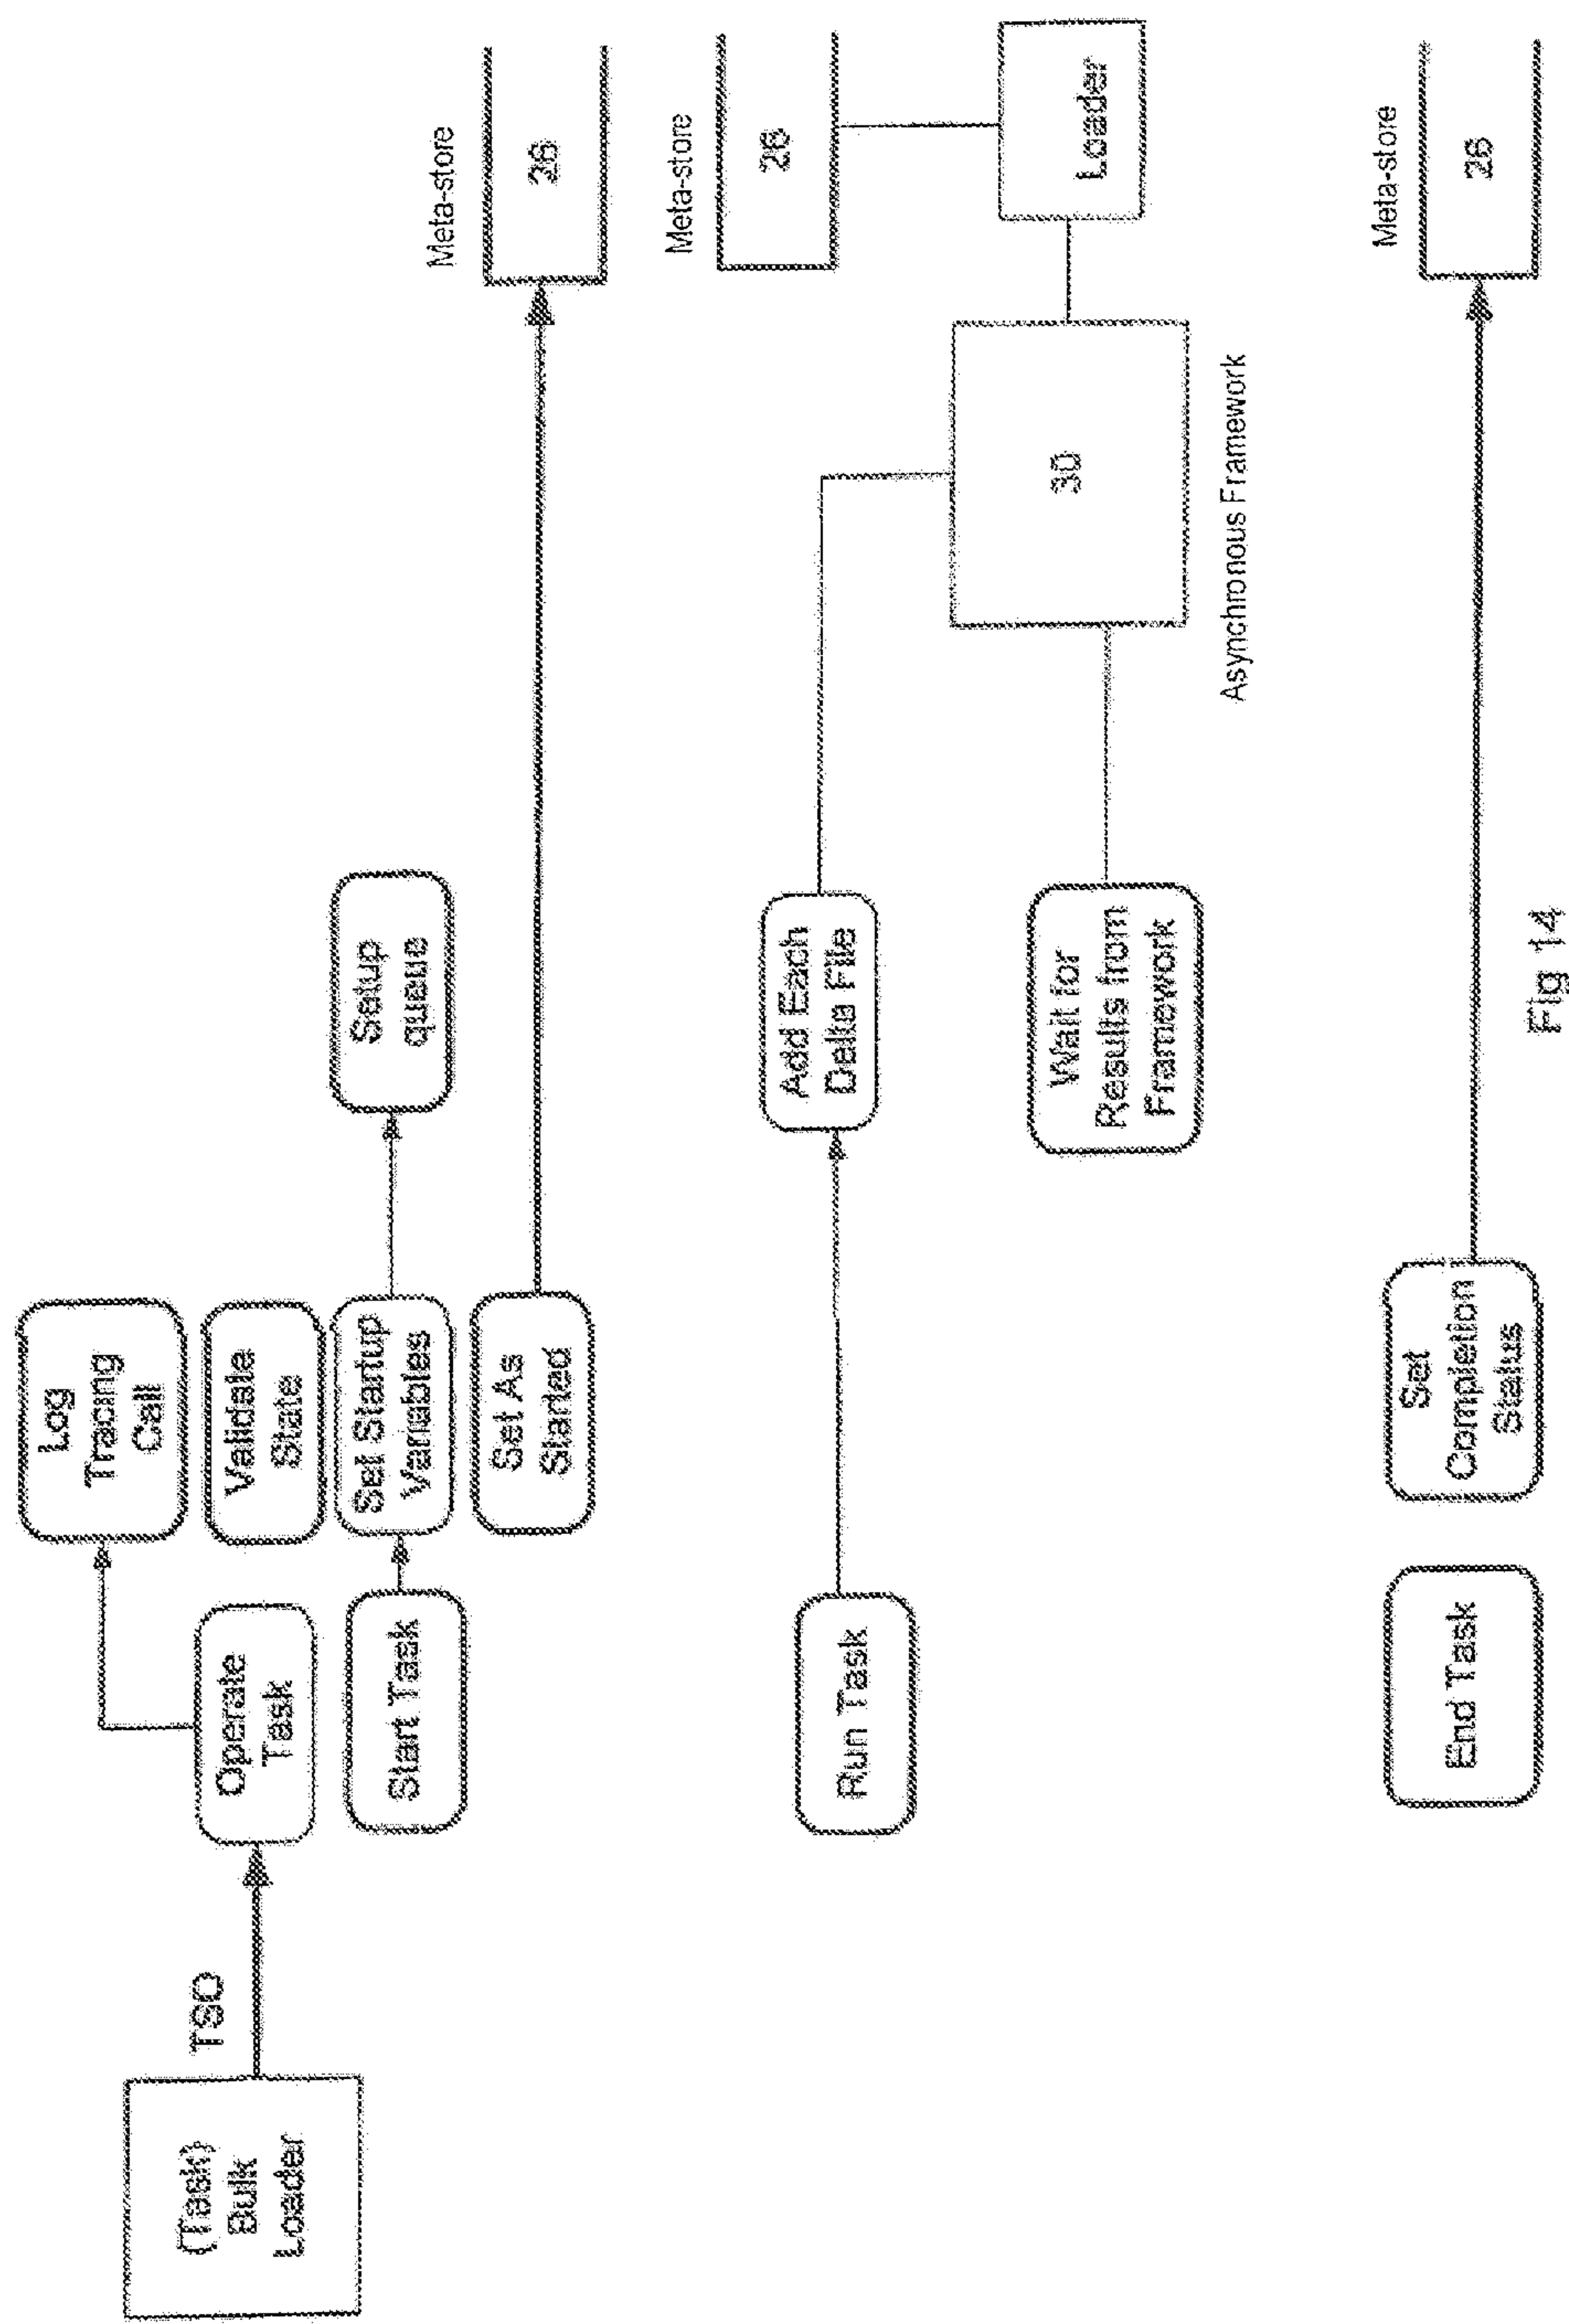 (Task)
Bulk
Loader
TSO
Operate
Task
Log
Tracing
Call
Validate
State
Start Task
Set Startup
Variables
Setup
queue
Set As
Started
Meta-store
26
Run Task
Add Each
Delta File
Meta-store
26
Wait for
Results from
Framework
30
Asynchronous Framework
Loader
End Task
Set
Completion
Status
Meta-store
26
Fig 14